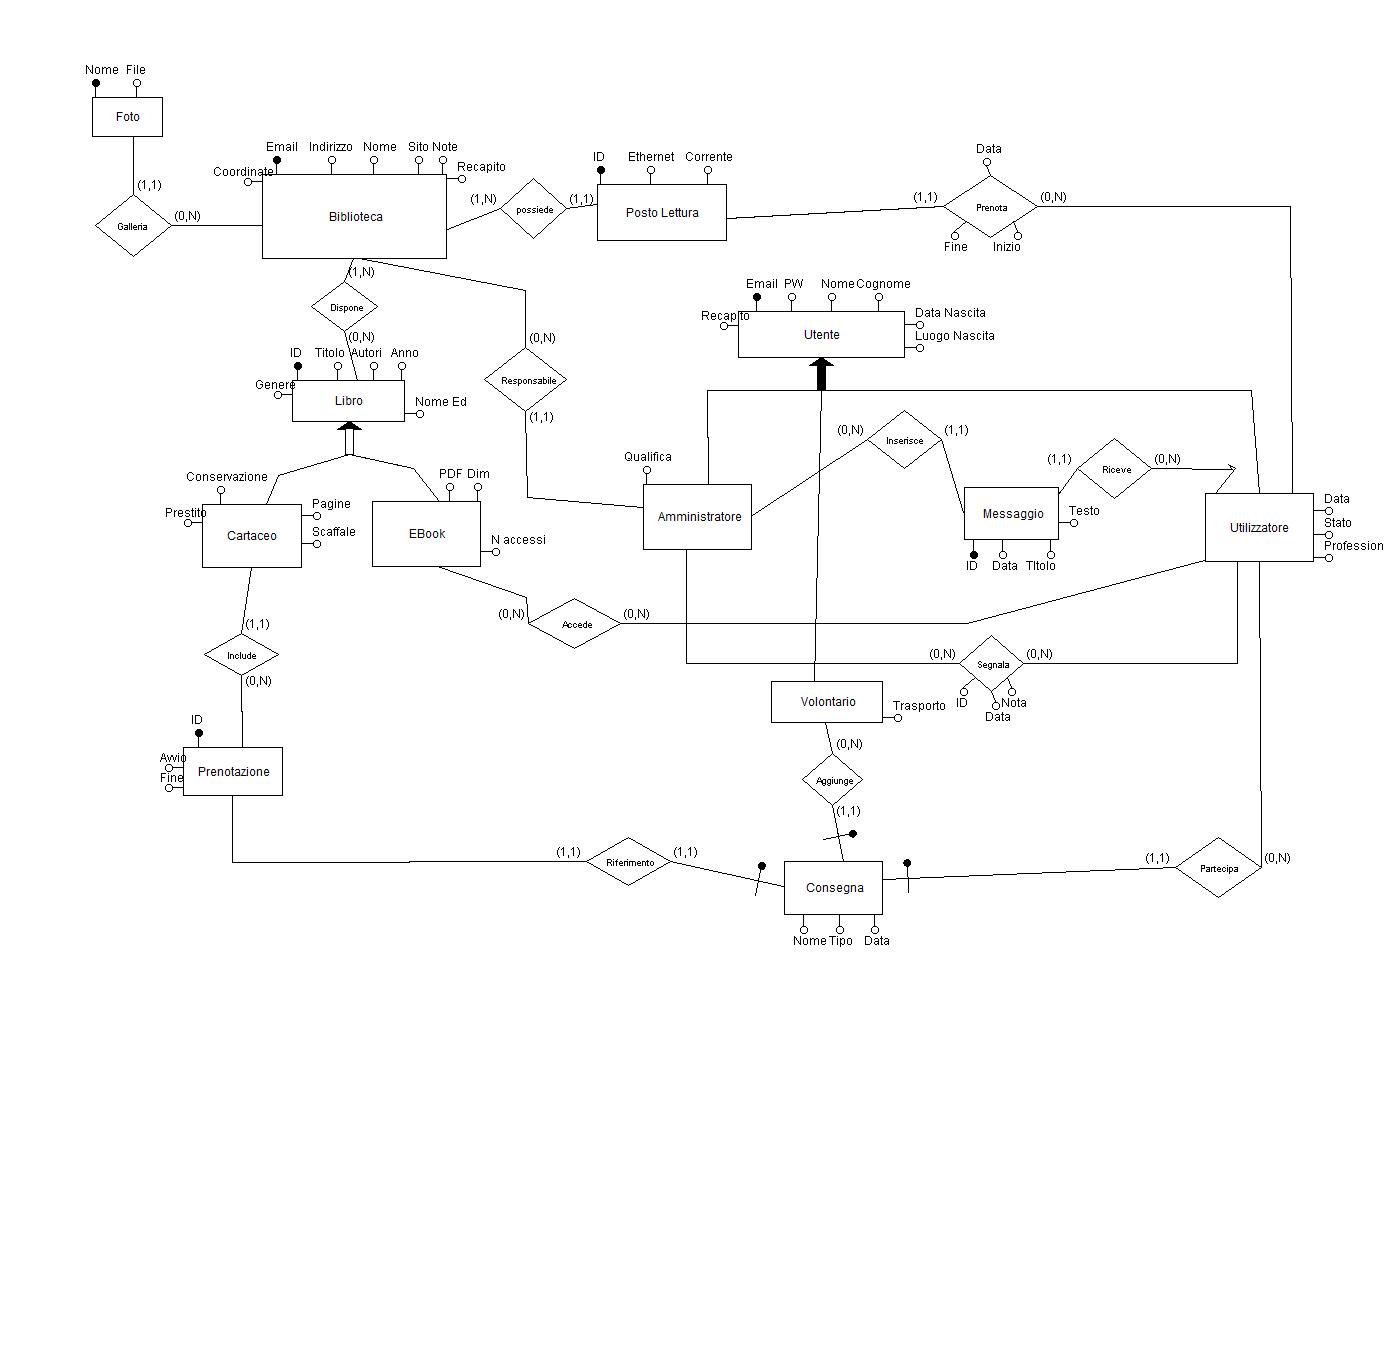 Nome File
Foto
(1,1)
Galleria
(0,N)
Email Indirizzo Nome Sito Note
Coordinate
Recapito
Biblioteca
(1,N)
possiede
(1,1)
ID Ethernet Corrente
Posto Lettura
(1,1)
Data
Prenota
Fine Inizio
(0,N)
(1,N)
Dispone
(0,N)
(0,N)
Responsabile
(1,1)
Email PW Nome Cognome
Recapito
Utente
Data Nascita
Luogo Nascita
ID Titolo Autori Anno
Genere
Libro
Nome Ed
Conservazione
Prestito
Cartaceo
Pagine
Scaffale
PDF Dim
EBook
N accessi
Qualifica
Amministratore
(0,N)
Inserisce
(1,1)
Messaggio
Testo
ID Data TItolo
(1,1)
Riceve
(0,N)
Utilizzatore
Data
Stato
Profession
(0,N)
Accede
(0,N)
(0,N)
Segnala
(0,N)
ID
Data
Nota
(1,1)
Include
(0,N)
ID
Avvio
Fine
Prenotazione
Volontario
Trasporto
(0,N)
Aggiunge
(1,1)
(1,1)
Riferimento
(1,1)
Consegna
Nome Tipo Data
(1,1)
Partecipa
(0,N)